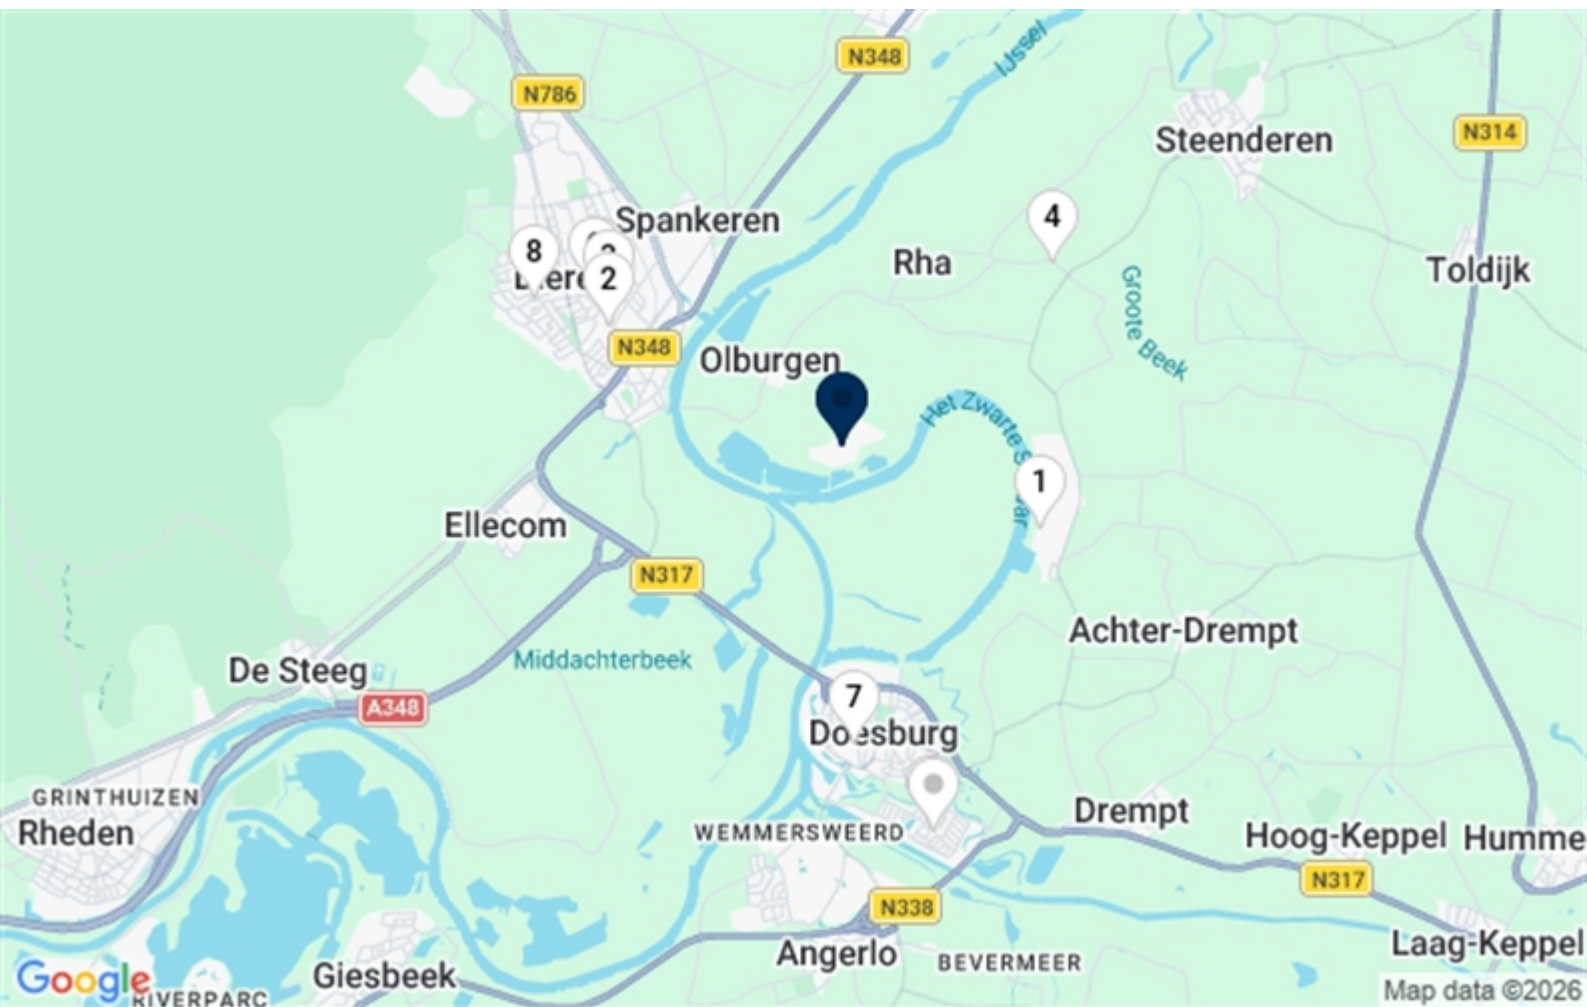 N348
IJssel
N786
N314
Steenderen
4
Spankeren
8
2
Rha
Toldijk
Groote Beek
N348
Olburgen
Het Zwarte
1
Ellecom
N317
Achter-Drempt
Middachterbeek
De Steeg
A348
7
Doesburg
GRINTHUIZEN
Rheden
WEMMERSWEERD
Drempt
Hoog-Keppel
Humme
N317
N338
Angerlo
BEVERMEER
Laag-Keppel
Giesbeek
Google
RIVERPARC
Map data ©2026